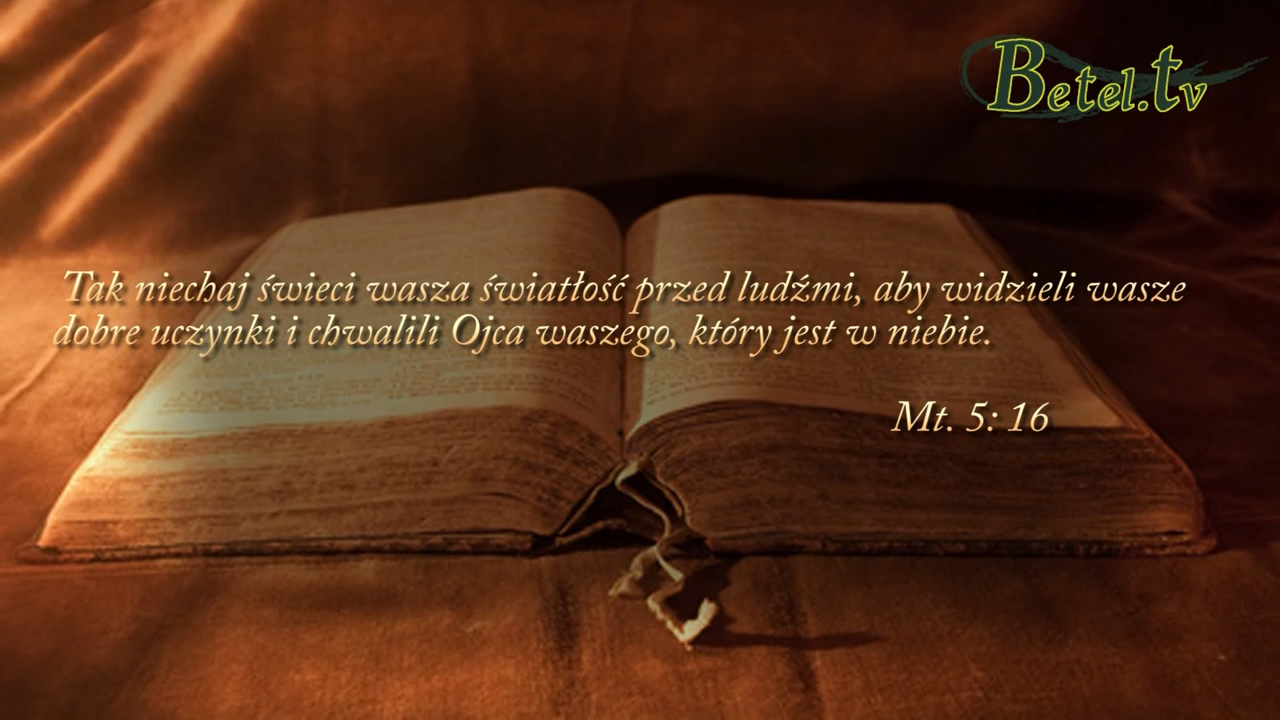 Betel.tv
Tak niechaj świeci wasza światłość przed ludźmi, aby widzieli wasze
dobre uczynki i chwalili Ojca waszego, który jest w niebie.
Mt. 5: 16